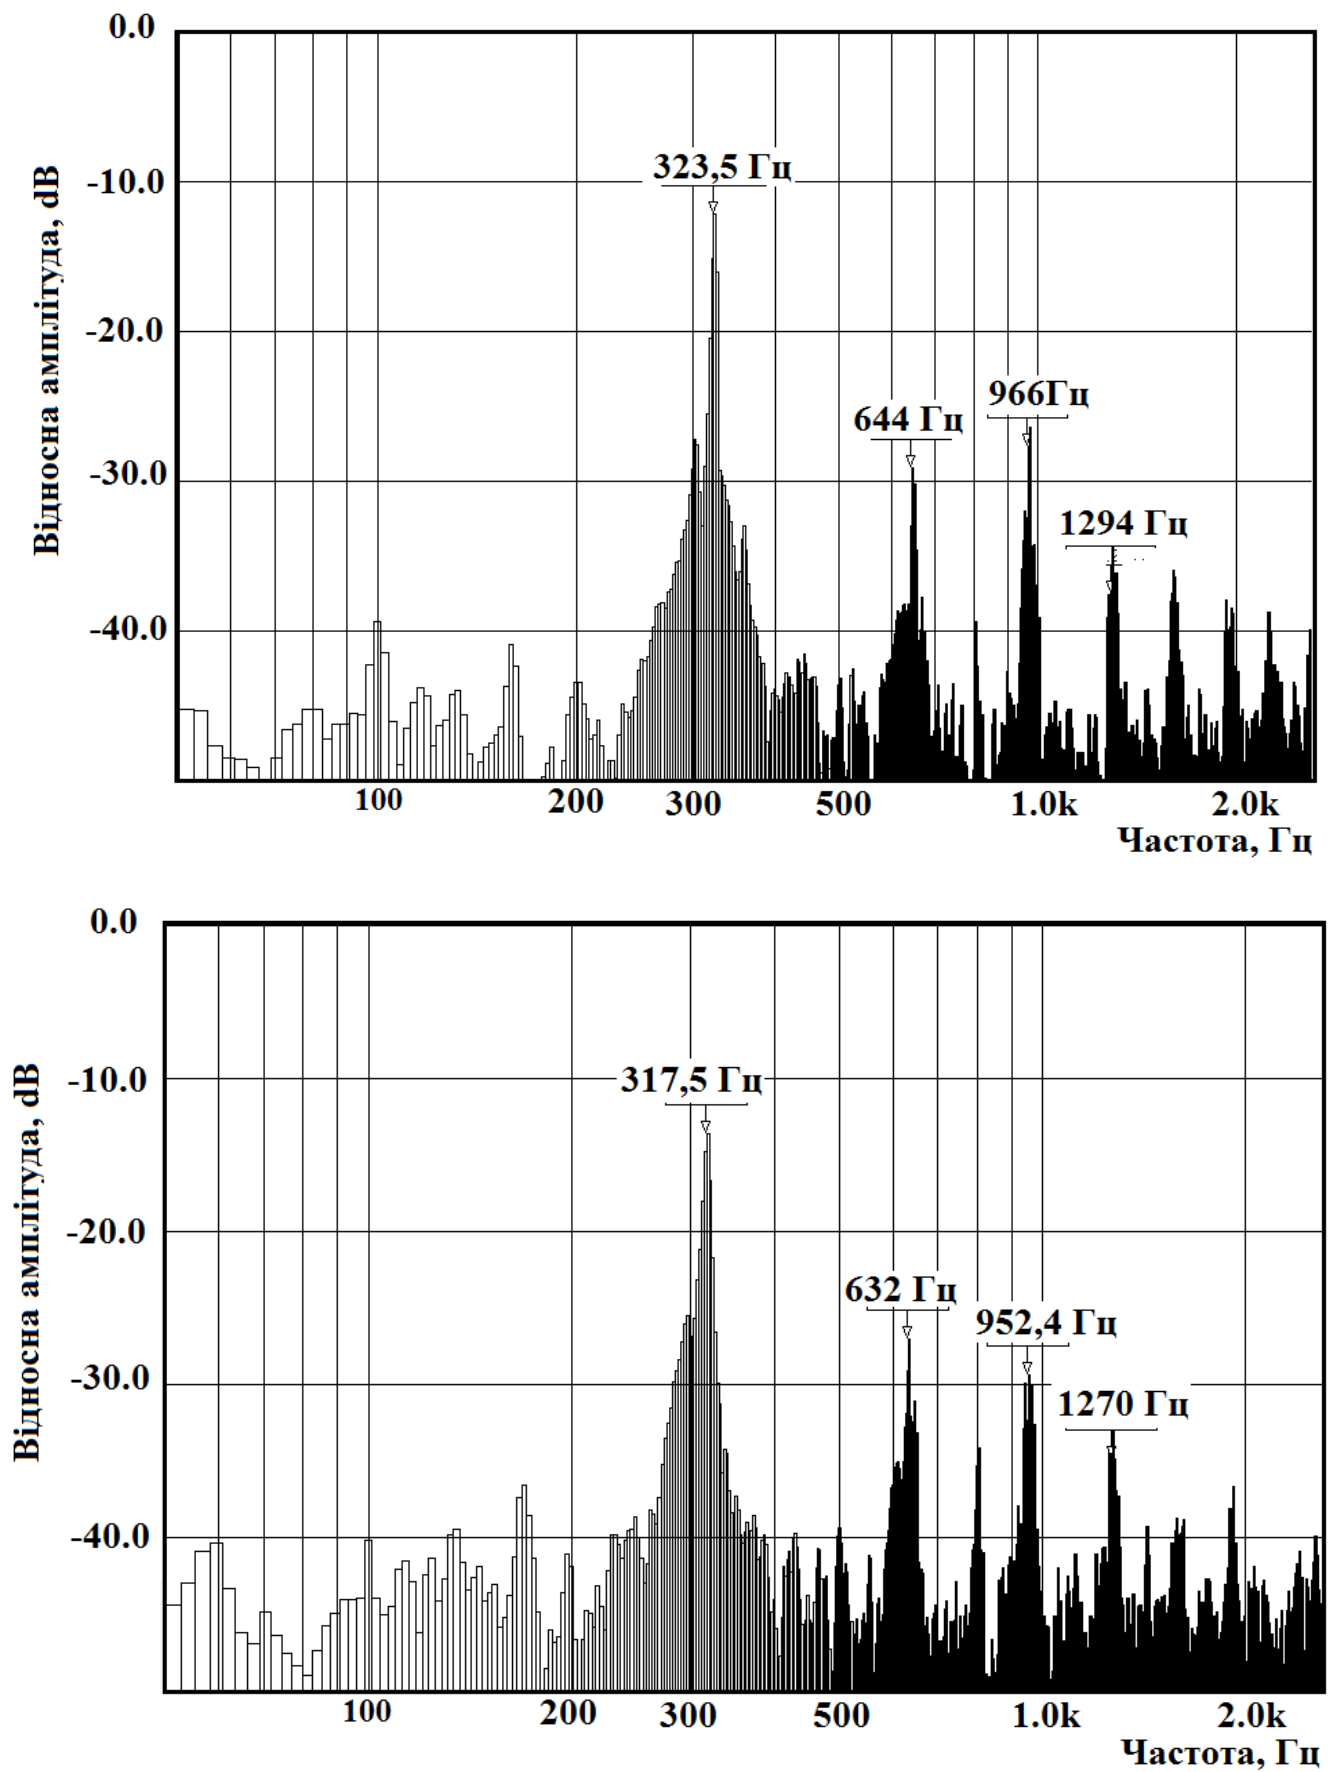 0.0
323,5 Гц
-10.0
-20.0
966Гц
644 Гц
-30.0
1294 Гц
-40.0
Відносна амплітуда, dB
100 200 300 500 1.0k 2.0k
Частота, Гц
0.0
317,5 Гц
-10.0
-20.0
632 Гц
952,4 Гц
-30.0
1270 Гц
-40.0
Відносна амплітуда, dB
100 200 300 500 1.0k 2.0k
Частота, Гц